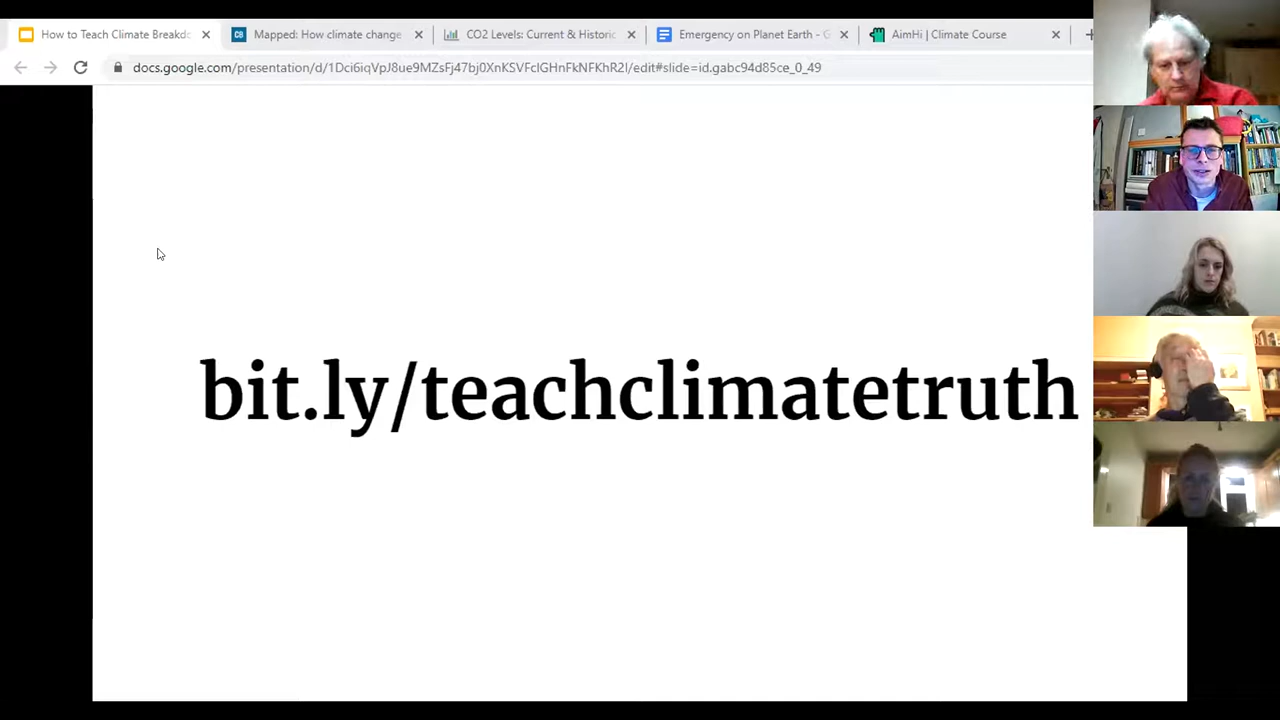 How to Teach Climate Breakdc
Mapped: How climate change
CO2 Levels: Current & Historic
Emergency on Planet Earth - G
AimHi | Climate Course
docs.google.com/presentation/d/1Dci6iqVpJ8ue9MZsFj47bj0XnKSVFclGHnFkNFKhR2I/edit#slide=id.gabc94d85ce_0_49
bit.ly/teachclimatetruth